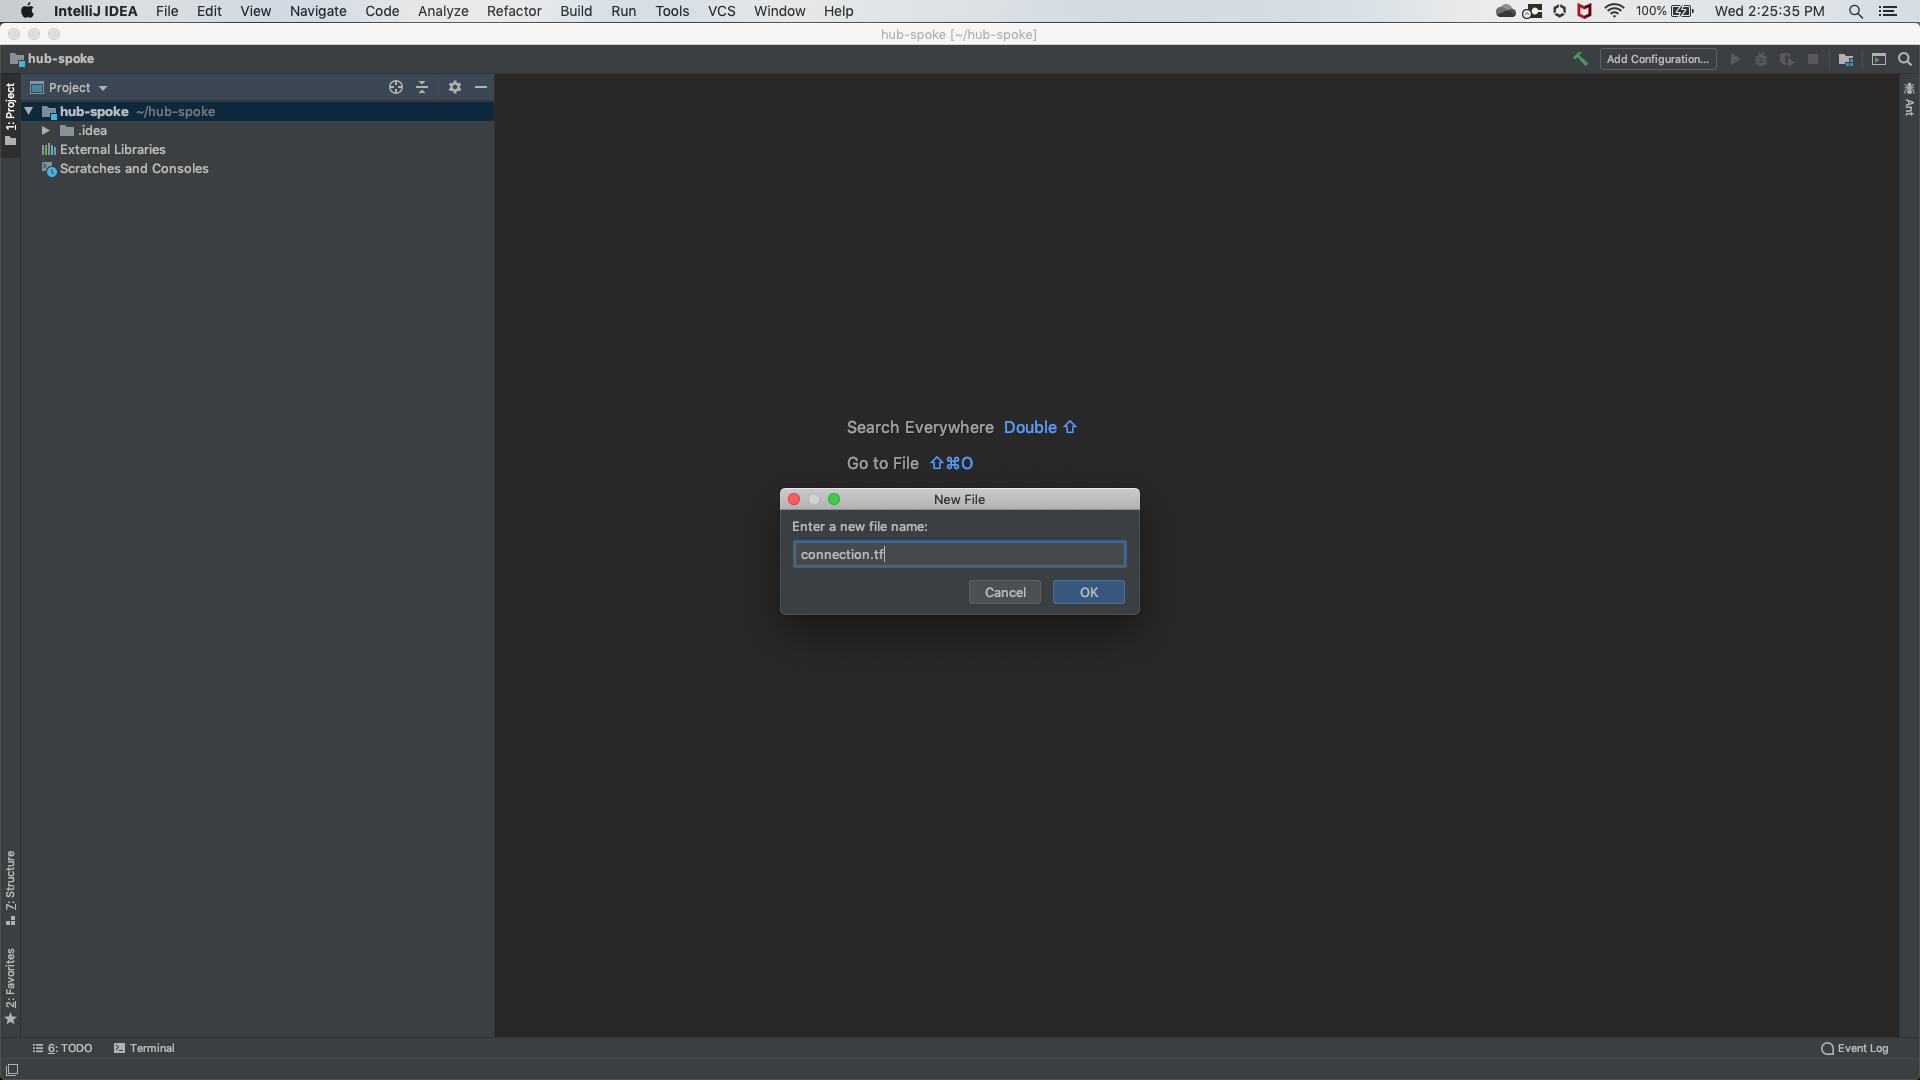 IntelliJ IDEA File Edit View Navigate Code Analyze Refactor Build Run Tools VCS Window Help 100% Wed 2:25:35 PM
hub-spoke [~/hub-spoke]
hub-spoke Add Configuration...
1: Project
Project
hub-spoke ~/hub-spoke
.idea
External Libraries
Scratches and Consoles
Ant
Search Everywhere Double ⇧
Go to File ⇧⌘O
New File
Enter a new file name:
connection.tf
Cancel OK
7: Structure
2: Favorites
6: TODO Terminal Event Log